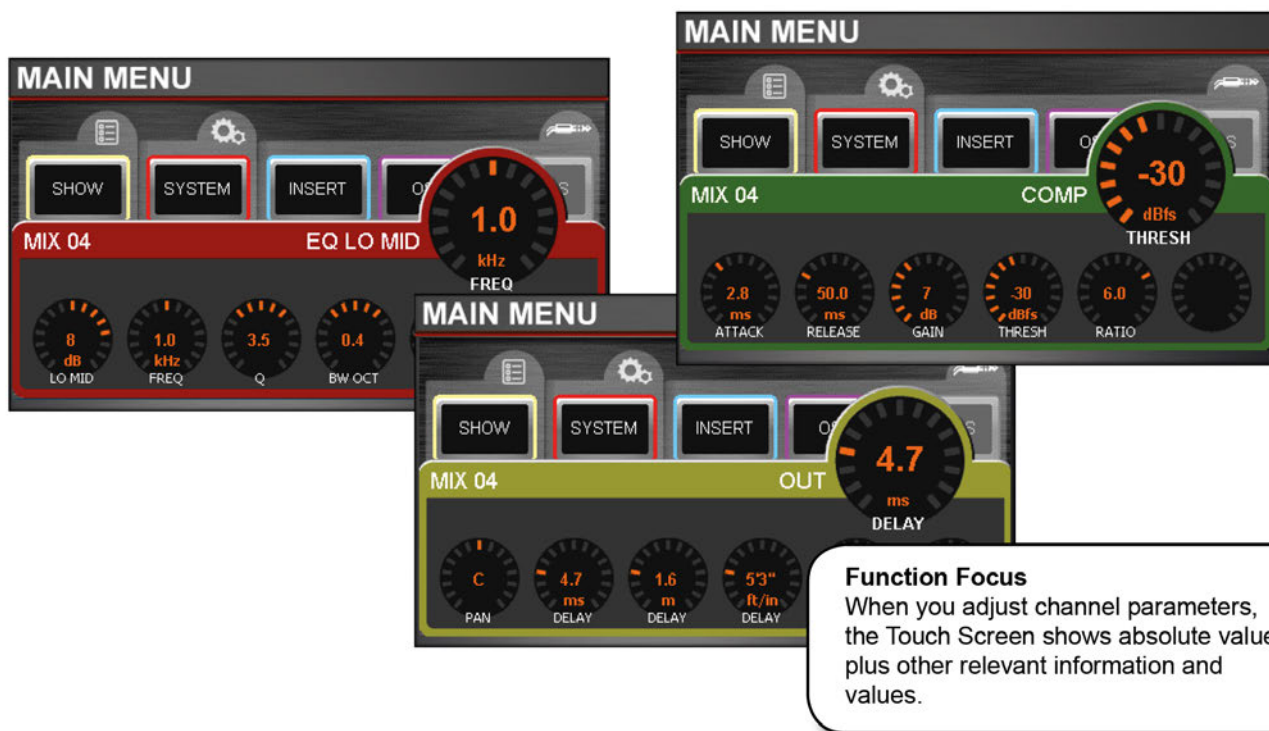 MAIN MENU
SHOW SYSTEM INSERT
MIX 04 EQ LO MID
1.0
kHz
FREQ
8 1.0 3.5 0.4
dB kHz
LO MID FREQ Q BW OCT
MAIN MENU
SHOW SYSTEM INSERT
MIX 04 COMP
-30
dBfs
THRESH
2.8 50.0 7 -30 6.0
ms ms dB dBfs
ATTACK RELEASE GAIN THRESH RATIO
MAIN MENU
SHOW SYSTEM INSERT
MIX 04 OUT
4.7
ms
DELAY
C 4.7 1.6 5'3"
ms m ft/in
PAN DELAY DELAY DELAY
Function Focus
When you adjust channel parameters,
the Touch Screen shows absolute value
plus other relevant information and
values.